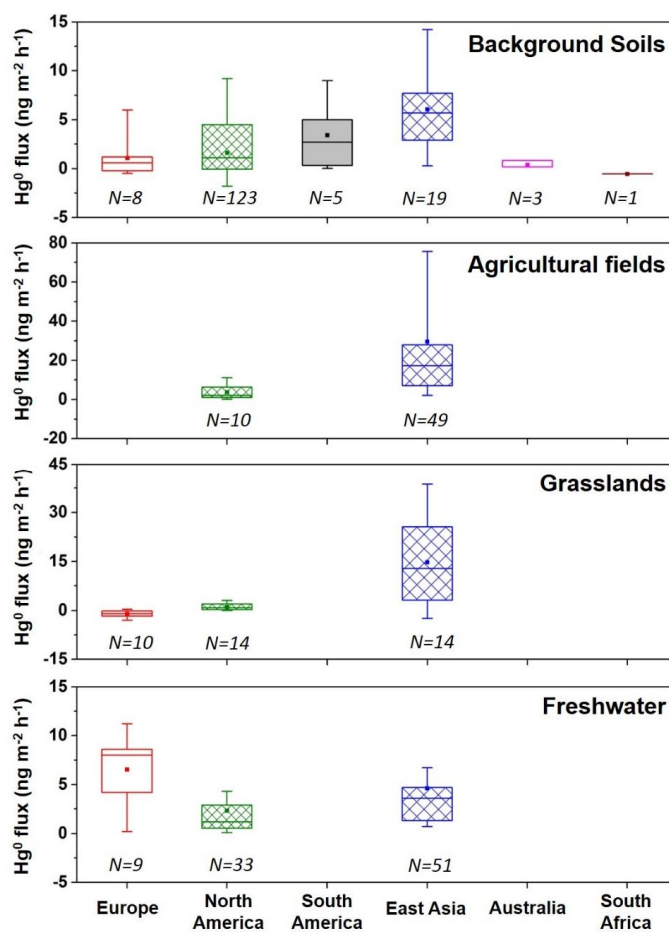 Background Soils
Hg⁰ flux (ng m⁻² h⁻¹)
15
10
5
0
-5
N=8 N=123 N=5 N=19 N=3 N=1
Agricultural fields
Hg⁰ flux (ng m⁻² h⁻¹)
80
60
40
20
0
-20
N=10 N=49
Grasslands
Hg⁰ flux (ng m⁻² h⁻¹)
45
30
15
0
-15
N=10 N=14 N=14
Freshwater
Hg⁰ flux (ng m⁻² h⁻¹)
15
10
5
0
-5
N=9 N=33 N=51
Europe
North
America
South
America
East Asia
Australia
South
Africa